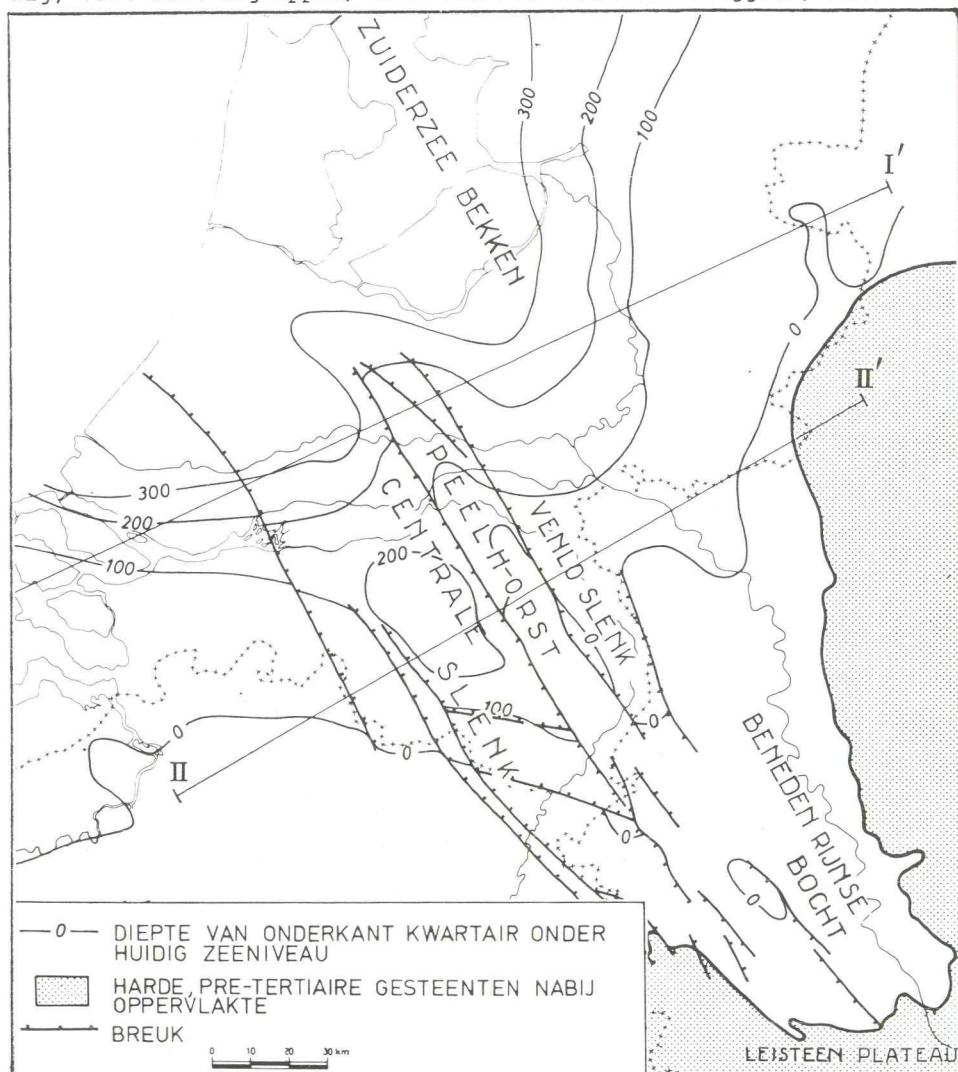 ZUIDERZEE BEKKEN
300
200
100
I'
0
II'
300
200
100
CENTRALE SLENK
PEELHORST
VENLO SLENK
200
0
100
0
0
0
II
0
0
BENEDEN RIJNSE BOCHT
LEISTEEN PLATEAU
0 DIEPTE VAN ONDERKANT KWARTAIR ONDER
HUIDIG ZEENIVEAU
HARDE, PRE-TERTIAIRE GESTEENTEN NABIJ
OPPERVLAKTE
BREUK
0 10 20 30 km